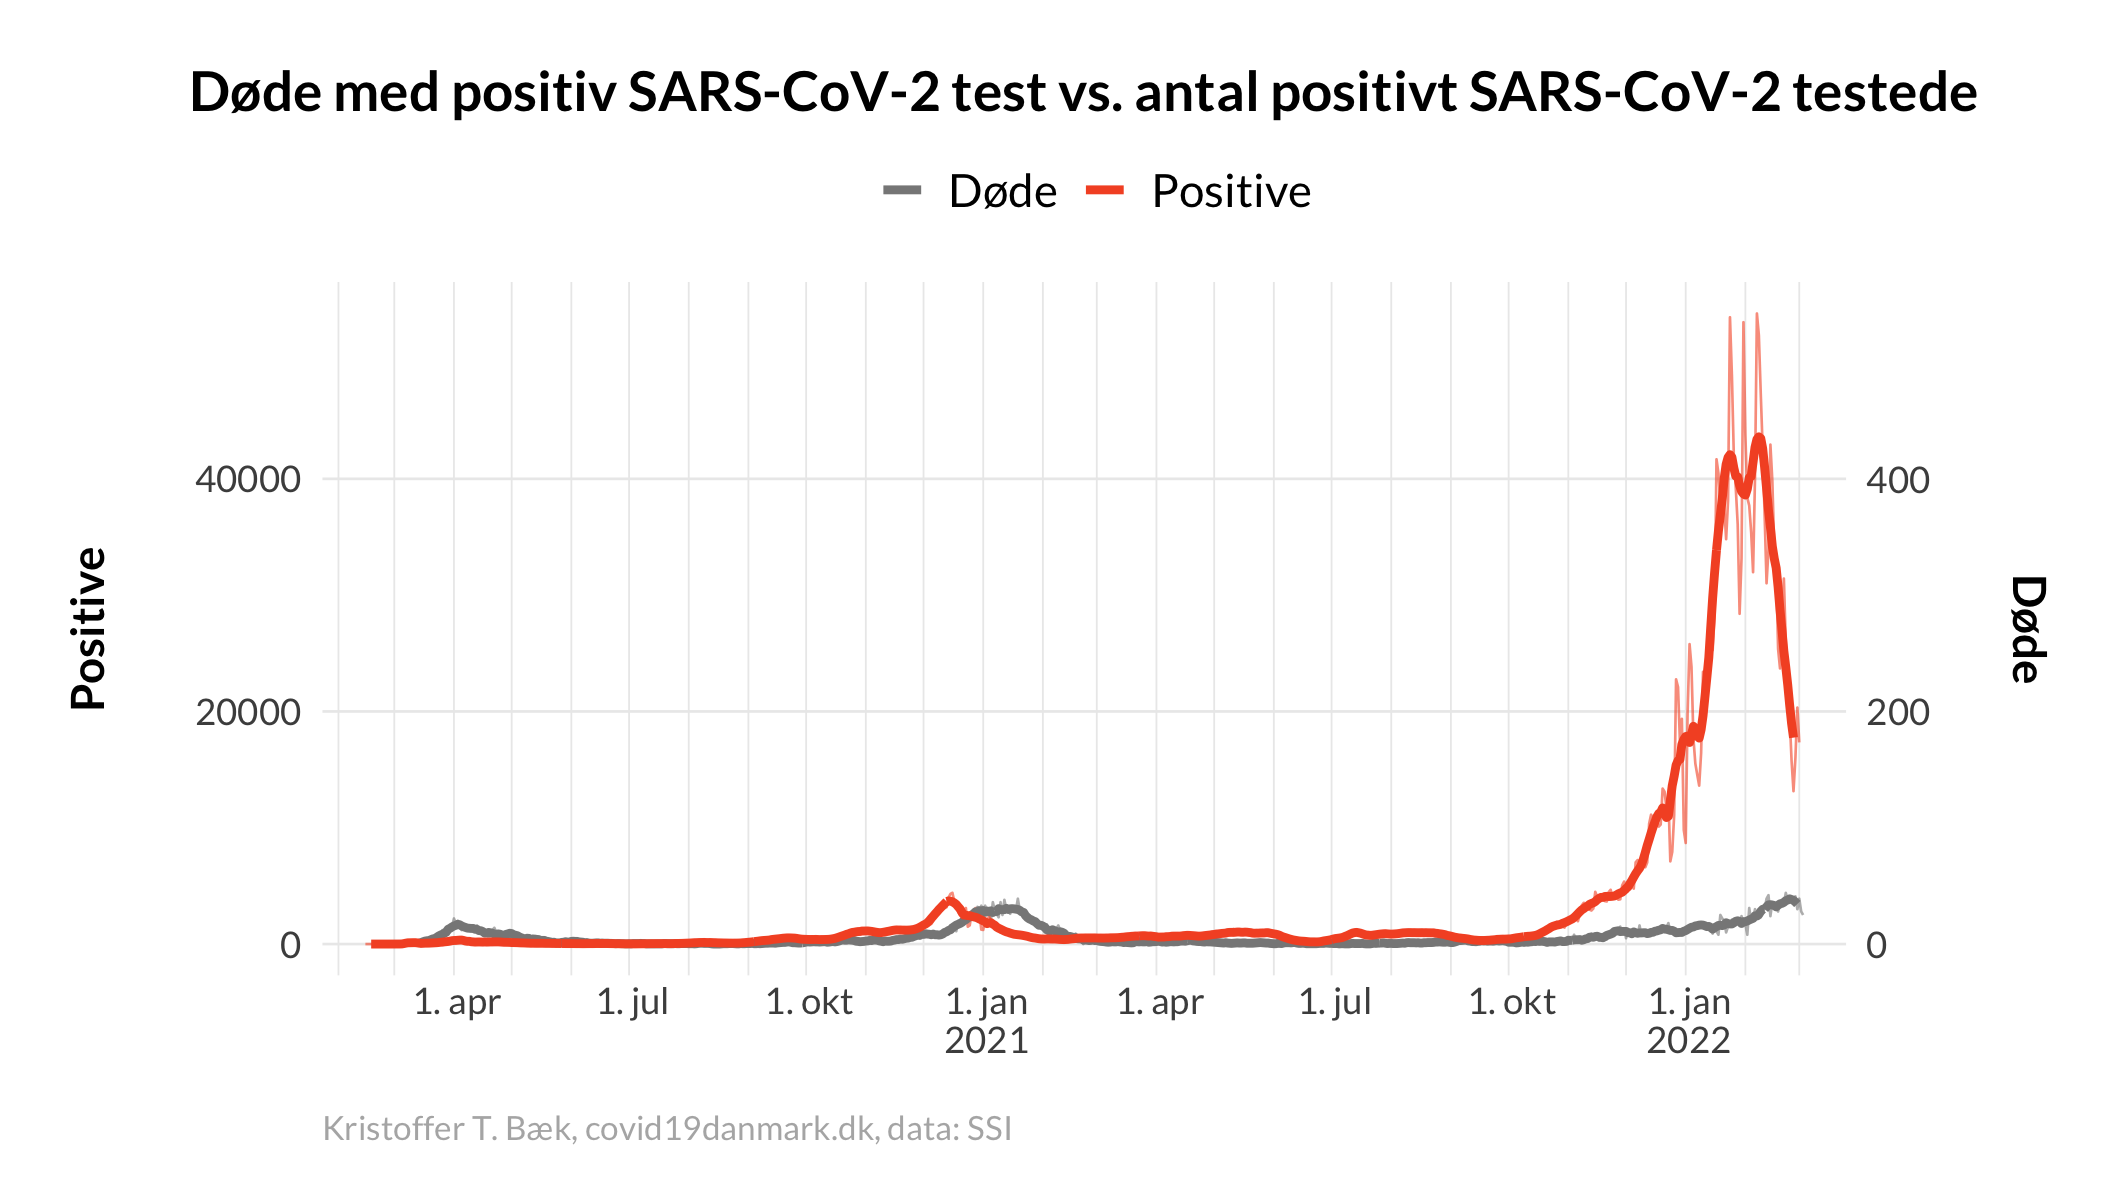 Døde med positiv SARS-CoV-2 test vs. antal positivt SARS-CoV-2 testede
Døde Positive
40000 400
Positive
Døde
20000 200
0 0
1. apr 1. jul 1. okt 1. jan 1. apr 1. jul 1. okt 1. jan
2021 2022
Kristoffer T. Bæk, covid19danmark.dk, data: SSI